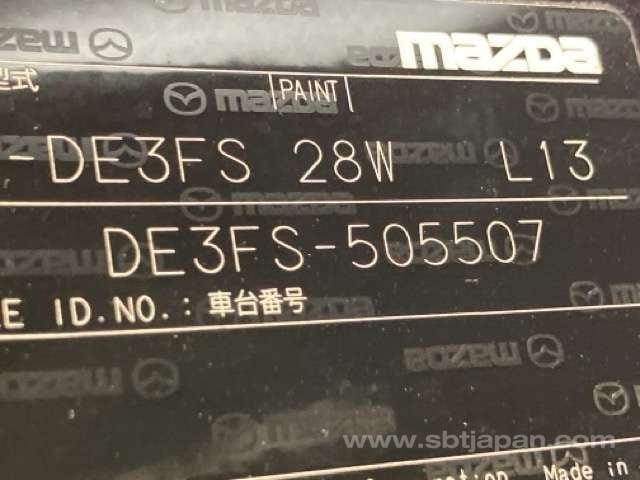 mazda
型式 PAINT
-DE3FS 28W L13
DE3FS-505507
E ID.NO.: 車台番号
www.sbtjapan.com
Made in